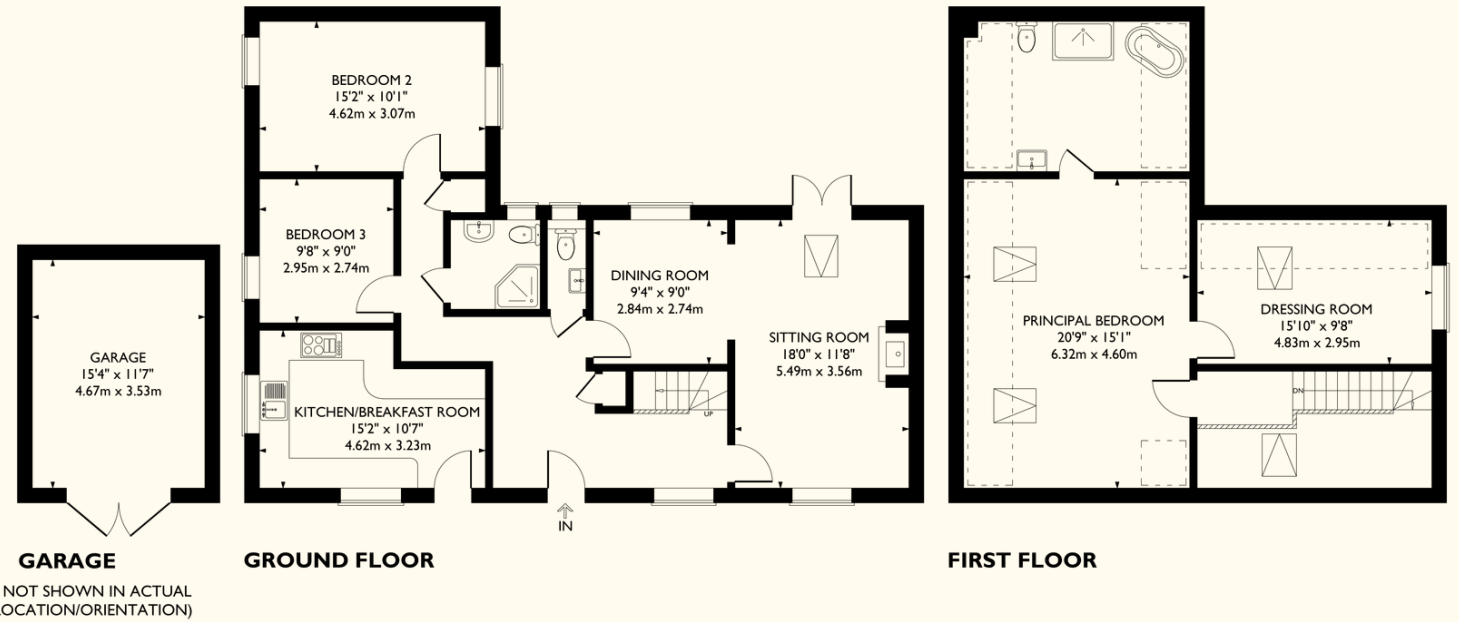 BEDROOM 2
15'2" x 10'1"
4.62m x 3.07m
BEDROOM 3
9'8" x 9'0"
2.95m x 2.74m
DINING ROOM
9'4" x 9'0"
2.84m x 2.74m
SITTING ROOM
18'0" x 11'8"
5.49m x 3.56m
PRINCIPAL BEDROOM
20'9" x 15'1"
6.32m x 4.60m
DRESSING ROOM
15'10" x 9'8"
4.83m x 2.95m
GARAGE
15'4" x 11'7"
4.67m x 3.53m
KITCHEN/BREAKFAST ROOM
15'2" x 10'7"
4.62m x 3.23m
UP
DN
IN
GARAGE
NOT SHOWN IN ACTUAL
LOCATION/ORIENTATION)
GROUND FLOOR
FIRST FLOOR